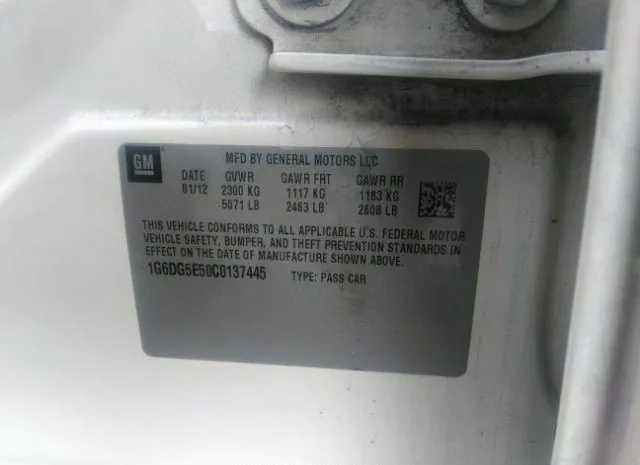 GM
MFD BY GENERAL MOTORS LLC
DATE GVWR GAWR FRT GAWR RR
01/12 2300 KG 1117 KG 1183 KG
5071 LB 2463 LB 2608 LB
THIS VEHICLE CONFORMS TO ALL APPLICABLE U.S. FEDERAL MOTOR
VEHICLE SAFETY, BUMPER, AND THEFT PREVENTION STANDARDS IN
EFFECT ON THE DATE OF MANUFACTURE SHOWN ABOVE.
1G6DG5E50C0137445 TYPE: PASS CAR